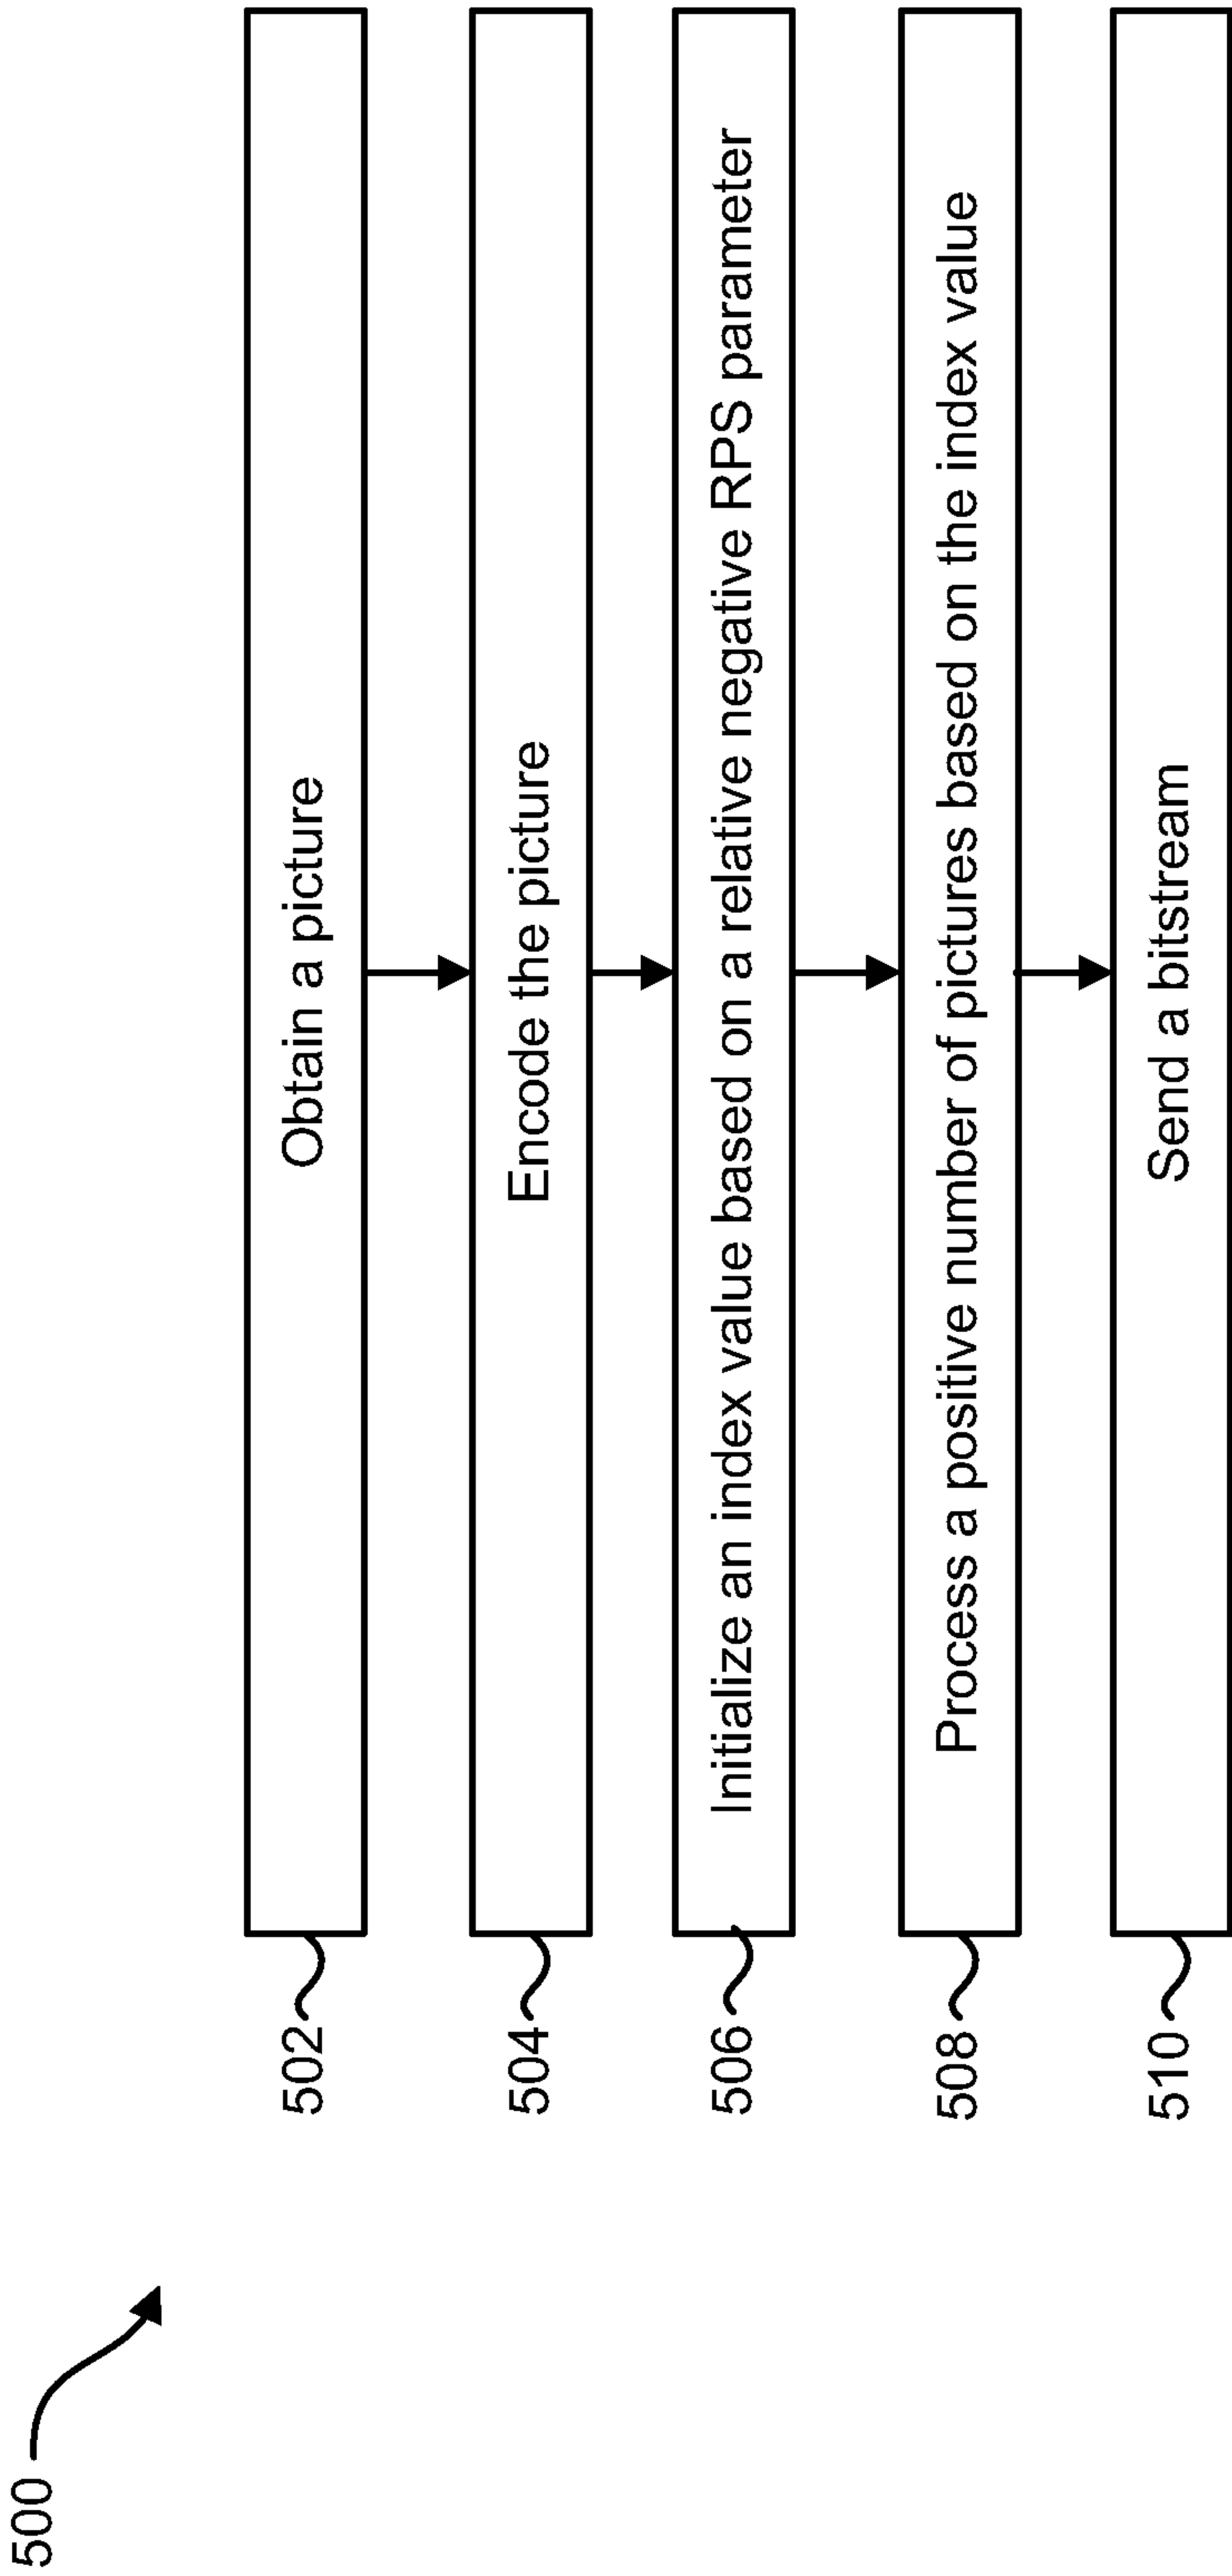 500
502
Obtain a picture
504
Encode the picture
506
Initialize an index value based on a relative negative RPS parameter
508
Process a positive number of pictures based on the index value
510
Send a bitstream